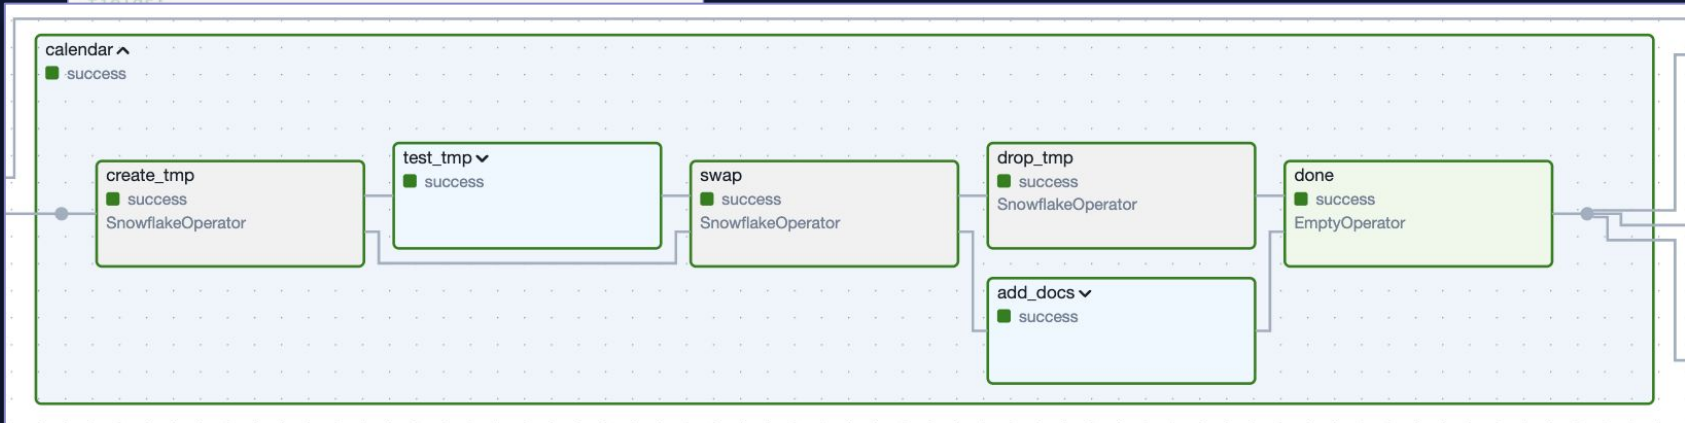 calendar
success
create_tmp
success
SnowflakeOperator
test_tmp
success
swap
success
SnowflakeOperator
drop_tmp
success
SnowflakeOperator
add_docs
success
done
success
EmptyOperator